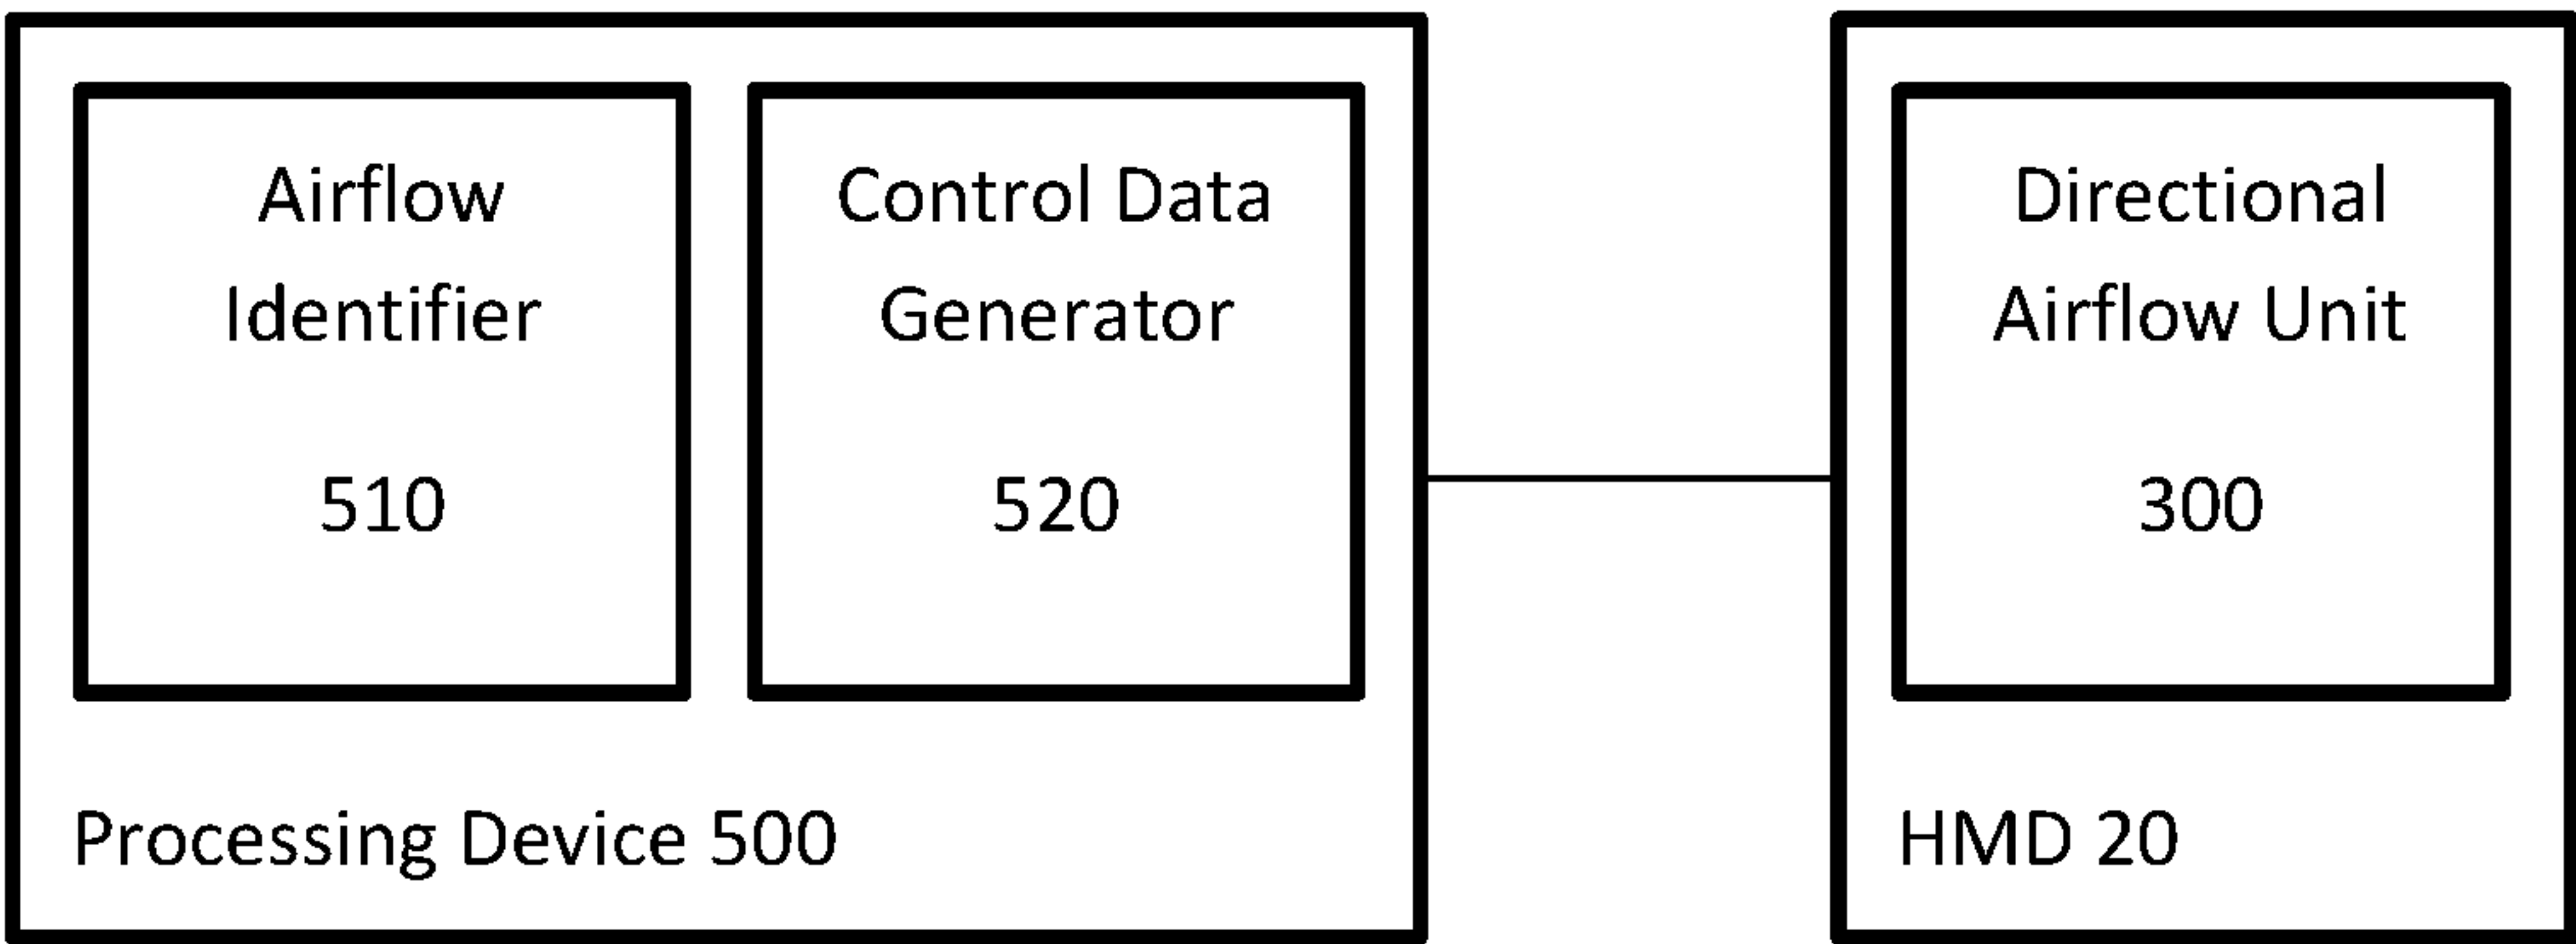 Airflow
Identifier
510
Control Data
Generator
520
Processing Device 500
Directional
Airflow Unit
300
HMD 20